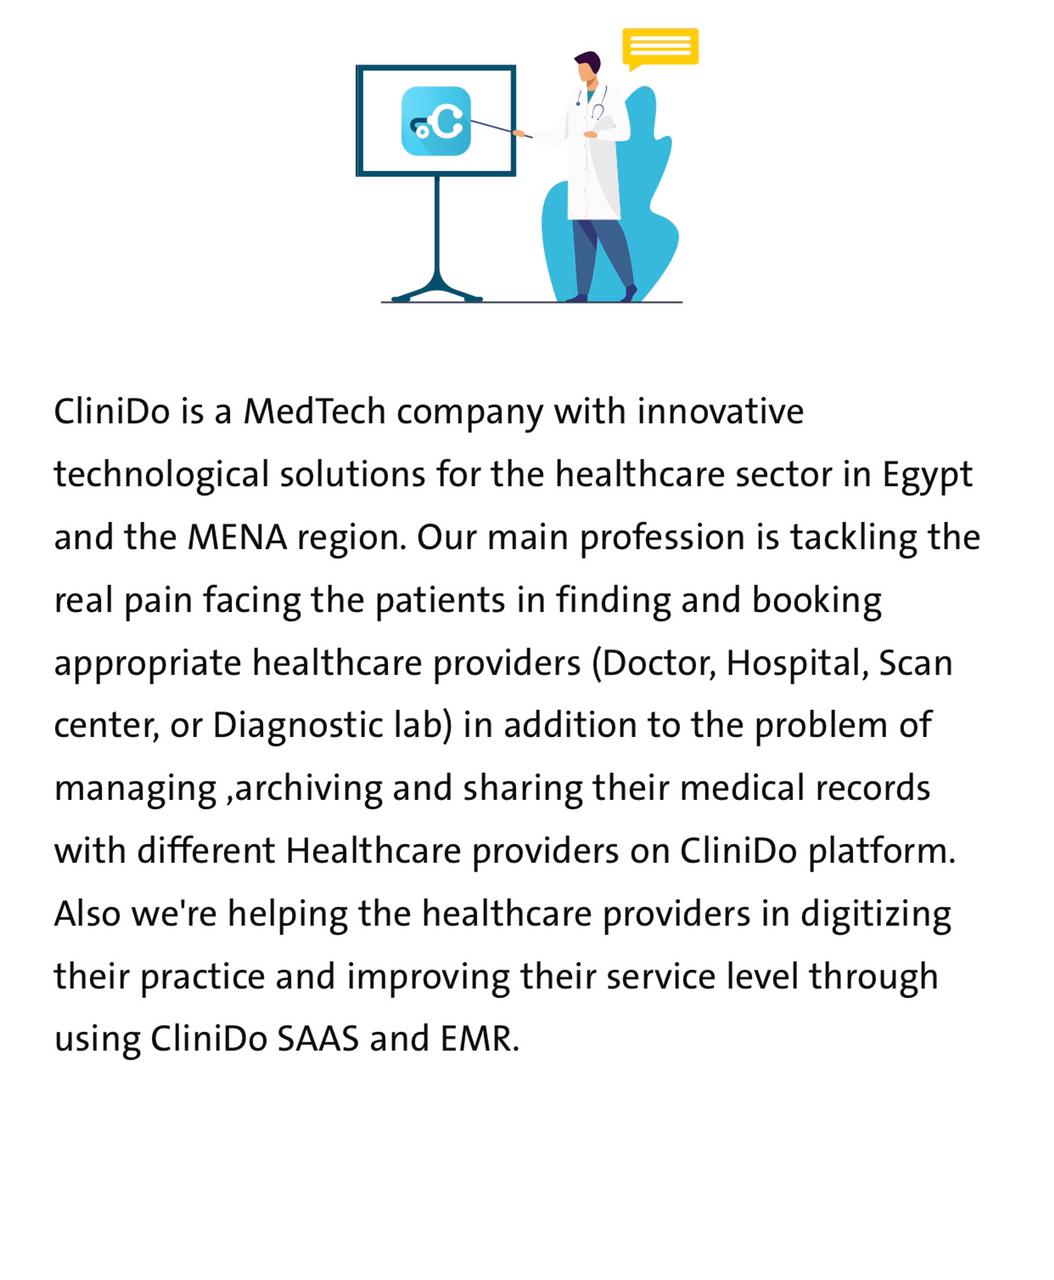 CliniDo is a MedTech company with innovative
technological solutions for the healthcare sector in Egypt
and the MENA region. Our main profession is tackling the
real pain facing the patients in finding and booking
appropriate healthcare providers (Doctor, Hospital, Scan
center, or Diagnostic lab) in addition to the problem of
managing ,archiving and sharing their medical records
with different Healthcare providers on CliniDo platform.
Also we're helping the healthcare providers in digitizing
their practice and improving their service level through
using CliniDo SAAS and EMR.